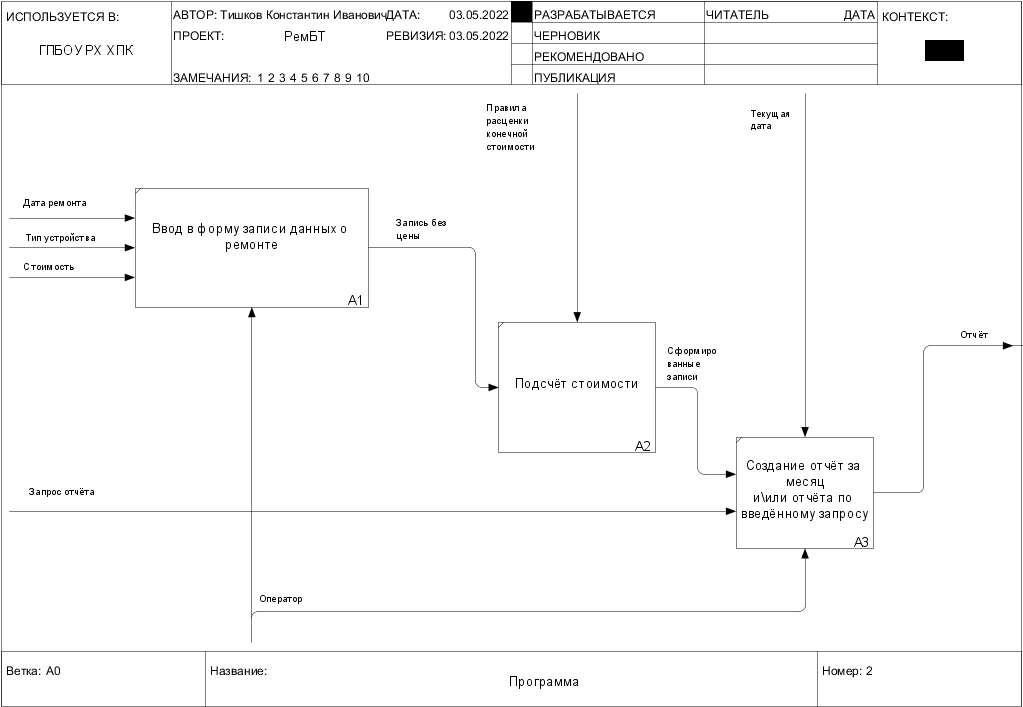 ИСПОЛЬЗУЕТСЯ В:
ГПБОУ РХ ХПК
АВТОР: Тишков Константин Иванович
ДАТА: 03.05.2022
ПРОЕКТ: РемБТ
РЕВИЗИЯ: 03.05.2022
ЗАМЕЧАНИЯ: 1 2 3 4 5 6 7 8 9 10
РАЗРАБАТЫВАЕТСЯ
ЧЕРНОВИК
РЕКОМЕНДОВАНО
ПУБЛИКАЦИЯ
ЧИТАТЕЛЬ ДАТА
КОНТЕКСТ:
Правила
расценки
конечной
стоимости
Текущая
дата
Дата ремонта
Тип устройства
Стоимость
Ввод в форму записи данных о
ремонте
A1
Запись без
цены
Подсчёт стоимости
A2
Сформиро
ванные
записи
Отчёт
Создание отчёт за
месяц
и\или отчёта по
введённому запросу
A3
Запрос отчёта
Оператор
Ветка: A0
Название:
Программа
Номер: 2